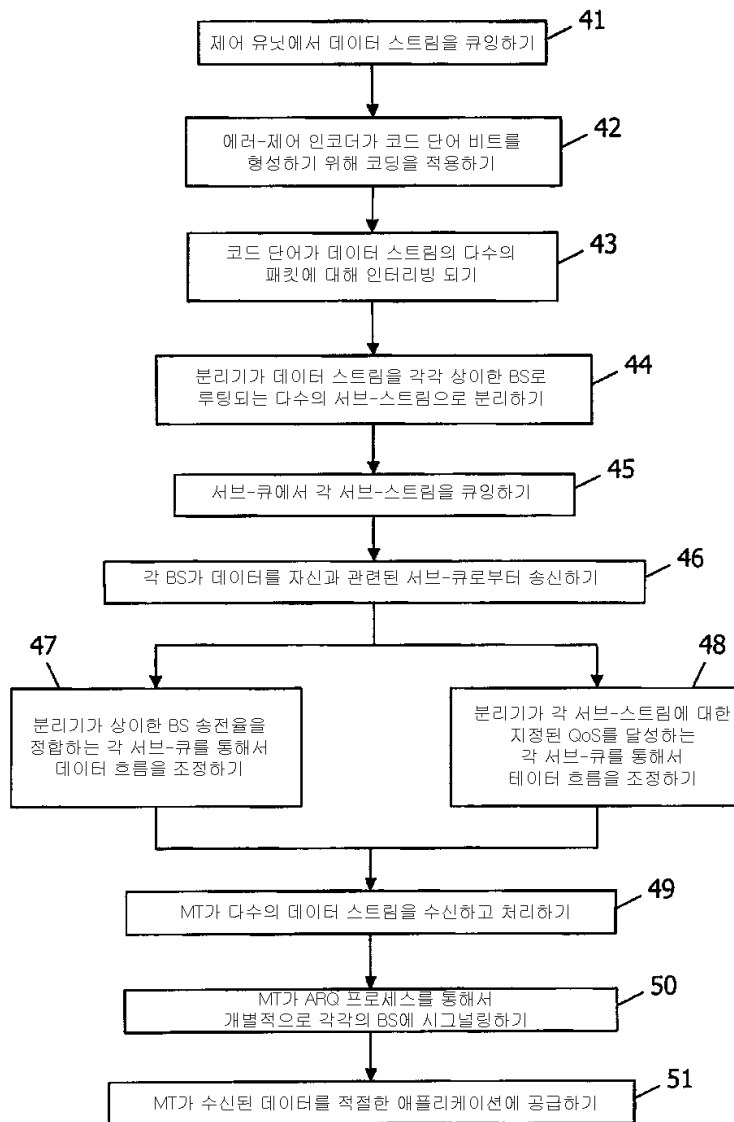 41
제어 유닛에서 데이터 스트림을 큐잉하기
42
에러-제어 인코더가 코드 단어 비트를
형성하기 위해 코딩을 적용하기
43
코드 단어가 데이터 스트림의 다수의
패킷에 대해 인터리빙 되기
44
분리기가 데이터 스트림을 각각 상이한 BS로
루팅되는 다수의 서브-스트림으로 분리하기
45
서브-큐에서 각 서브-스트림을 큐잉하기
46
각 BS가 데이터를 자신과 관련된 서브-큐로부터 송신하기
47
분리기가 상이한 BS 송전율을
정합하는 각 서브-큐를 통해서
데이터 흐름을 조정하기
48
분리기가 각 서브-스트림에 대한
지정된 QoS를 달성하는
각 서브-큐를 통해서
테이터 흐름을 조정하기
49
MT가 다수의 데이터 스트림을 수신하고 처리하기
50
MT가 ARQ 프로세스를 통해서
개별적으로 각각의 BS에 시그널링하기
51
MT가 수신된 데이터를 적절한 애플리케이션에 공급하기